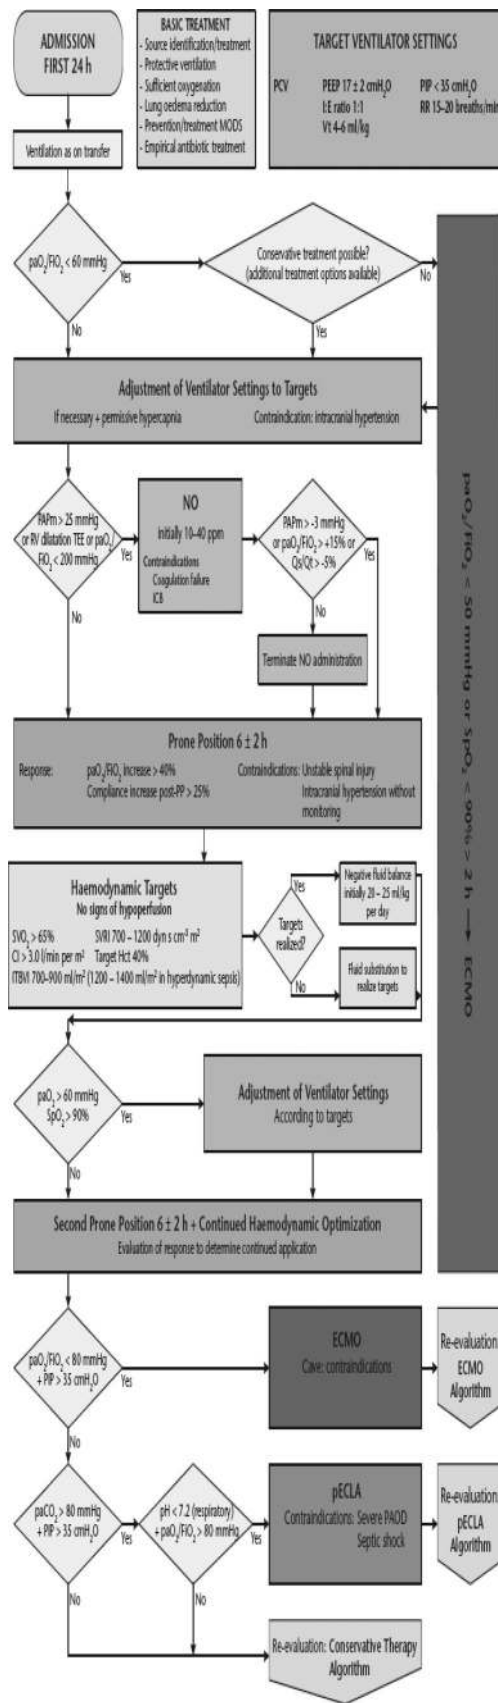 ADMISSION
FIRST 24 h
BASIC TREATMENT
- Source identification/treatment
- Protective ventilation
- Sufficient oxygenation
- Lung oedema reduction
- Prevention/treatment MODS
- Empirical antibiotic treatment
TARGET VENTILATOR SETTINGS
PCV PEEP 17 ± 2 cmH2O PIP < 35 cmH2O
I:E ratio 1:1 RR 15–20 breaths/min
Vt 4–6 ml/kg
Ventilation as on transfer
paO2/FiO2 < 60 mmHg
Yes
No
Conservative treatment possible?
(additional treatment options available)
No
Yes
Adjustment of Ventilator Settings to Targets
If necessary + permissive hypercapnia Contraindication: intracranial hypertension
PAPm > 25 mmHg
or RV dilatation TEE or paO2/
FiO2 < 200 mmHg
Yes
No
NO
initially 10–40 ppm
Contraindications
Coagulation failure
ICB
PAPm > -3 mmHg
or paO2/FiO2 > +15% or
Qs/Qt > -5%
Yes
No
Terminate NO administration
Prone Position 6 ± 2 h
Response: paO2/FiO2 increase > 40% Contraindications: Unstable spinal injury
Compliance increase post-PP > 25% Intracranial hypertension without
monitoring
Haemodynamic Targets
No signs of hypoperfusion
SVO2 > 65% SVRI 700 – 1200 dyn s cm-5 m2
CI > 3.0 l/min per m2 Target Hct 40%
ITBVI 700–900 ml/m2 (1200 – 1400 ml/m2 in hyperdynamic sepsis)
Targets
realized?
Yes
No
Negative fluid balance
initially 20 – 25 ml/kg
per day
Fluid substitution to
realize targets
paO2 > 60 mmHg
SpO2 > 90%
Yes
No
Adjustment of Ventilator Settings
According to targets
Second Prone Position 6 ± 2 h + Continued Haemodynamic Optimization
Evaluation of response to determine continued application
paO2/FiO2 < 50 mmHg or SpO2 < 90% > 2 h → ECMO
paO2/FiO2 < 80 mmHg
+ PIP > 35 cmH2O
Yes
No
ECMO
Cave: contraindications
Re-evaluation:
ECMO
Algorithm
paCO2 > 80 mmHg
+ PIP > 35 cmH2O
Yes
No
pH < 7.2 (respiratory)
+ paO2/FiO2 > 80 mmHg
Yes
No
pECLA
Contraindications: Severe PAOD
Septic shock
Re-evaluation:
pECLA
Algorithm
Re-evaluation: Conservative Therapy
Algorithm